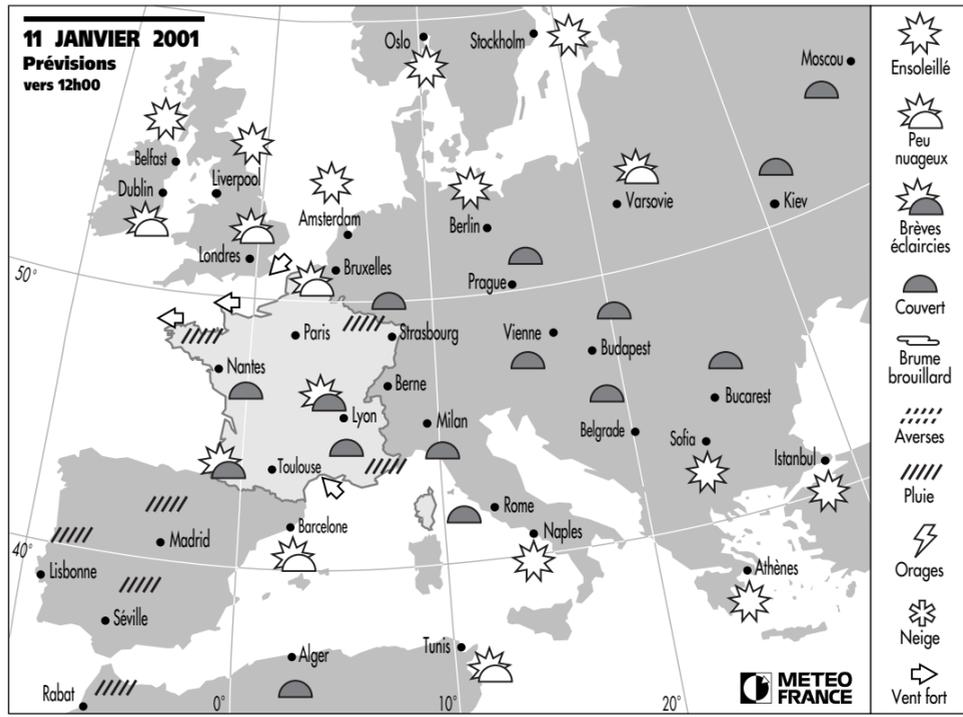 11 JANVIER 2001
Prévisions
vers 12h00
Oslo
Stockholm
Moscou
Belfast
Dublin
Liverpool
Amsterdam
Berlin
Varsovie
Kiev
Londres
Bruxelles
Prague
50°
Paris
Strasbourg
Vienne
Budapest
Nantes
Berne
Bucarest
Lyon
Milan
Belgrade
Sofia
Istanbul
Toulouse
Rome
Barcelone
Naples
Madrid
40°
Lisbonne
Athènes
Séville
Alger
Tunis
Rabat
0°
10°
20°
METEO
FRANCE
Ensoleillé
Peu
nuageux
Brèves
éclaircies
Couvert
Brume
brouillard
Averses
Pluie
Orages
Neige
Vent fort